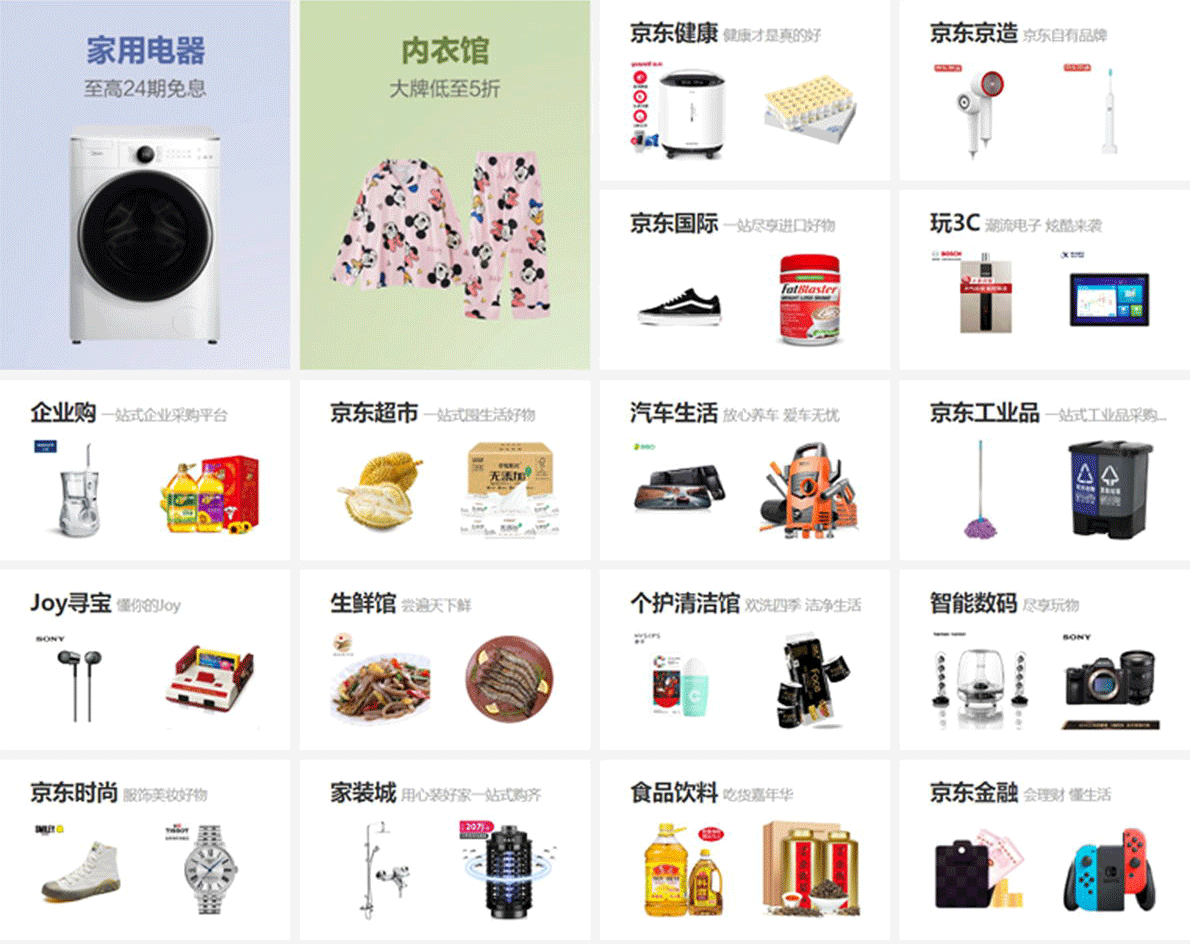 家用电器
至高24期免息
内衣馆
大牌低至5折
京东健康 健康才是真的好
京东京造 京东自有品牌
京东国际 一站尽享进口好物
FatBlaster
WEIGHT LOSS SHAKE
玩3C 潮流电子 炫酷来袭
BOSCH
企业购 一站式企业采购平台
京东超市 一站式囤生活好物
无添加
汽车生活 放心养车 爱车无忧
360
京东工业品 一站式工业品采购...
Joy寻宝 懂你的Joy
SONY
生鲜馆 尝遍天下鲜
个护清洁馆 欢洗四季 洁净生活
Face
智能数码 尽享玩物
SONY
京东时尚 服饰美妆好物
SMILEY
TISSOT
家装城 用心装好家一站式购齐
20万
食品饮料 吃货嘉年华
京东金融 会理财 懂生活